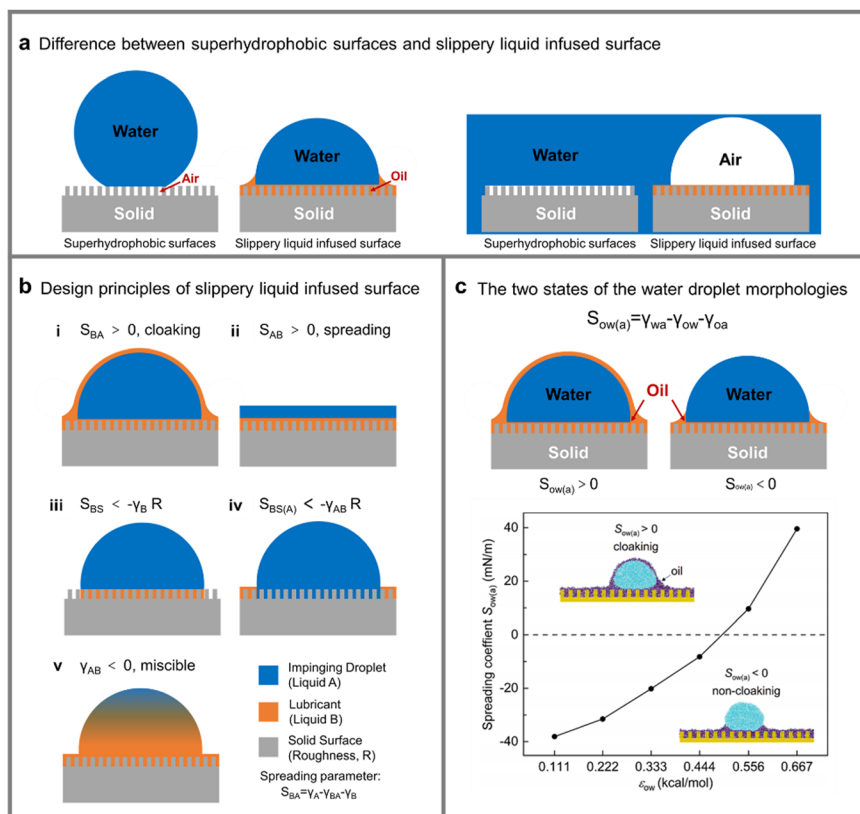 a Difference between superhydrophobic surfaces and slippery liquid infused surface
Water
Air
Solid
Superhydrophobic surfaces
Water
Oil
Solid
Slippery liquid infused surface
Water
Solid
Superhydrophobic surfaces
Air
Solid
Slippery liquid infused surface
b Design principles of slippery liquid infused surface
i S_BA > 0, cloaking
ii S_AB > 0, spreading
iii S_BS < -γ_B R
iv S_BS(A) < -γ_AB R
v γ_AB < 0, miscible
Impinging Droplet
(Liquid A)
Lubricant
(Liquid B)
Solid Surface
(Roughness, R)
Spreading parameter:
S_BA=γ_A-γ_BA-γ_B
c The two states of the water droplet morphologies
S_ow(a)=γ_wa-γ_ow-γ_oa
Water
Oil
Water
Solid
Solid
S_ow(a) > 0
S_ow(a) < 0
Spreading coeffient S_ow(a) (mN/m)
40
20
0
-20
-40
S_ow(a) > 0
cloakinig
oil
S_ow(a) < 0
non-cloakinig
0.111 0.222 0.333 0.444 0.556 0.667
ε_ow (kcal/mol)